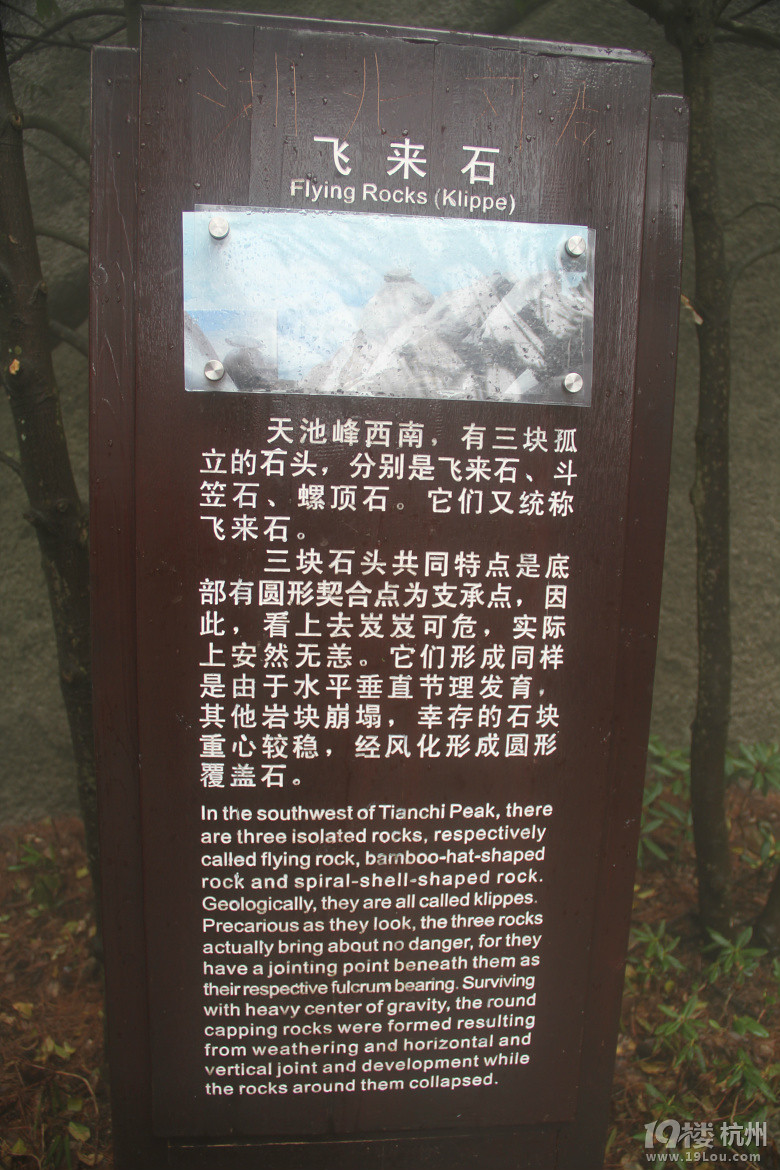 湖北
飞来石
Flying Rocks (Klippe)
天池峰西南，有三块孤
立的石头，分别是飞来石、斗
笠石、螺顶石。它们又统称
飞来石。
三块石头共同特点是底
部有圆形契合点为支承点，因
此，看上去岌岌可危，实际
上安然无恙。它们形成同样
是由于水平垂直节理发育，
其他岩块崩塌，幸存的石块
重心较稳，经风化形成圆形
覆盖石。
In the southwest of Tianchi Peak, there
are three isolated rocks, respectively
called flying rock, bamboo-hat-shaped
rock and spiral-shell-shaped rock.
Geologically, they are all called klippes.
Precarious as they look, the three rocks
actually bring about no danger, for they
have a jointing point beneath them as
their respective fulcrum bearing. Surviving
with heavy center of gravity, the round
capping rocks were formed resulting
from weathering and horizontal and
vertical joint and development while
the rocks around them collapsed.
19楼 杭州
www.19Lou.com